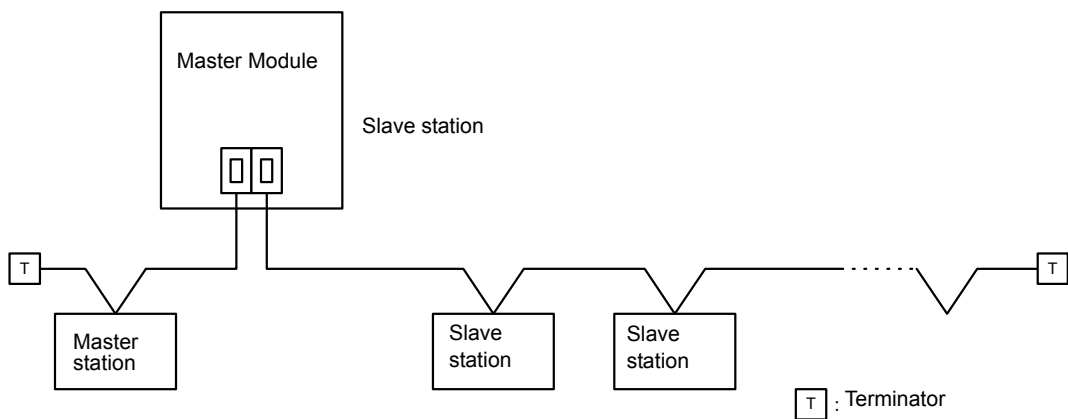 Master Module
Slave station
T
T
Master
station
Slave
station
Slave
station
T : Terminator